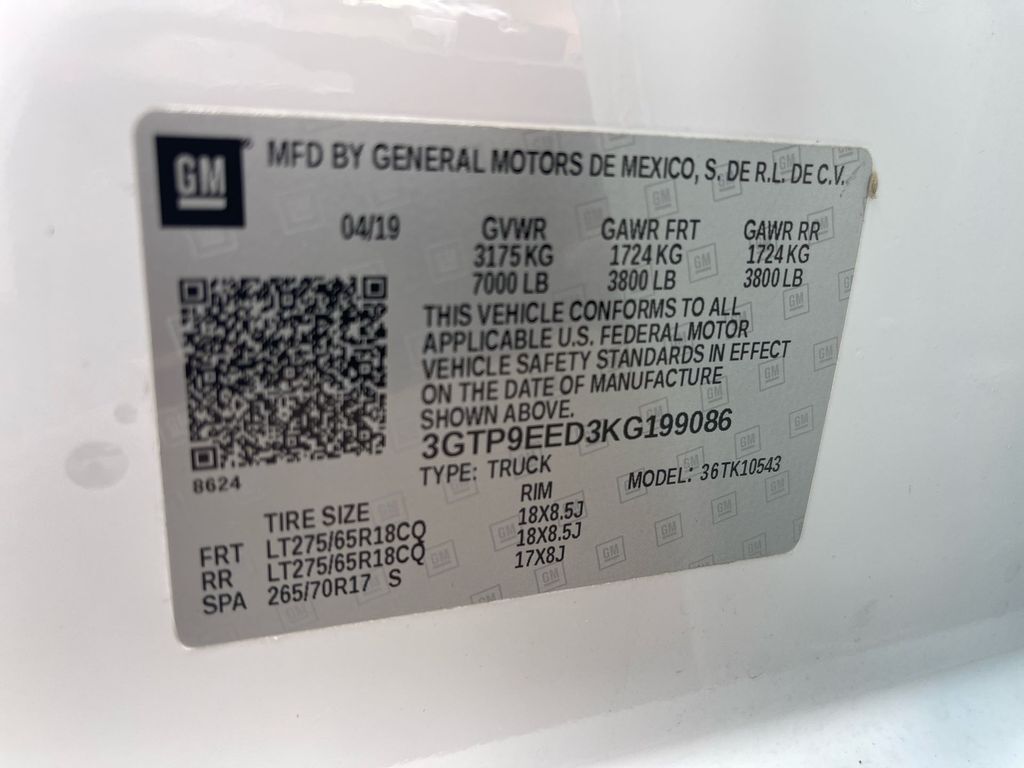 GM® MFD BY GENERAL MOTORS DE MEXICO, S. DE R.L. DE C.V.
04/19 GVWR GAWR FRT GAWR RR
3175 KG 1724 KG 1724 KG
7000 LB 3800 LB 3800 LB
THIS VEHICLE CONFORMS TO ALL
APPLICABLE U.S. FEDERAL MOTOR
VEHICLE SAFETY STANDARDS IN EFFECT
ON THE DATE OF MANUFACTURE
SHOWN ABOVE.
3GTP9EED3KG199086
8624 TYPE: TRUCK MODEL: 36TK10543
TIRE SIZE RIM
FRT LT275/65R18CQ 18X8.5J
RR LT275/65R18CQ 18X8.5J
SPA 265/70R17 S 17X8J